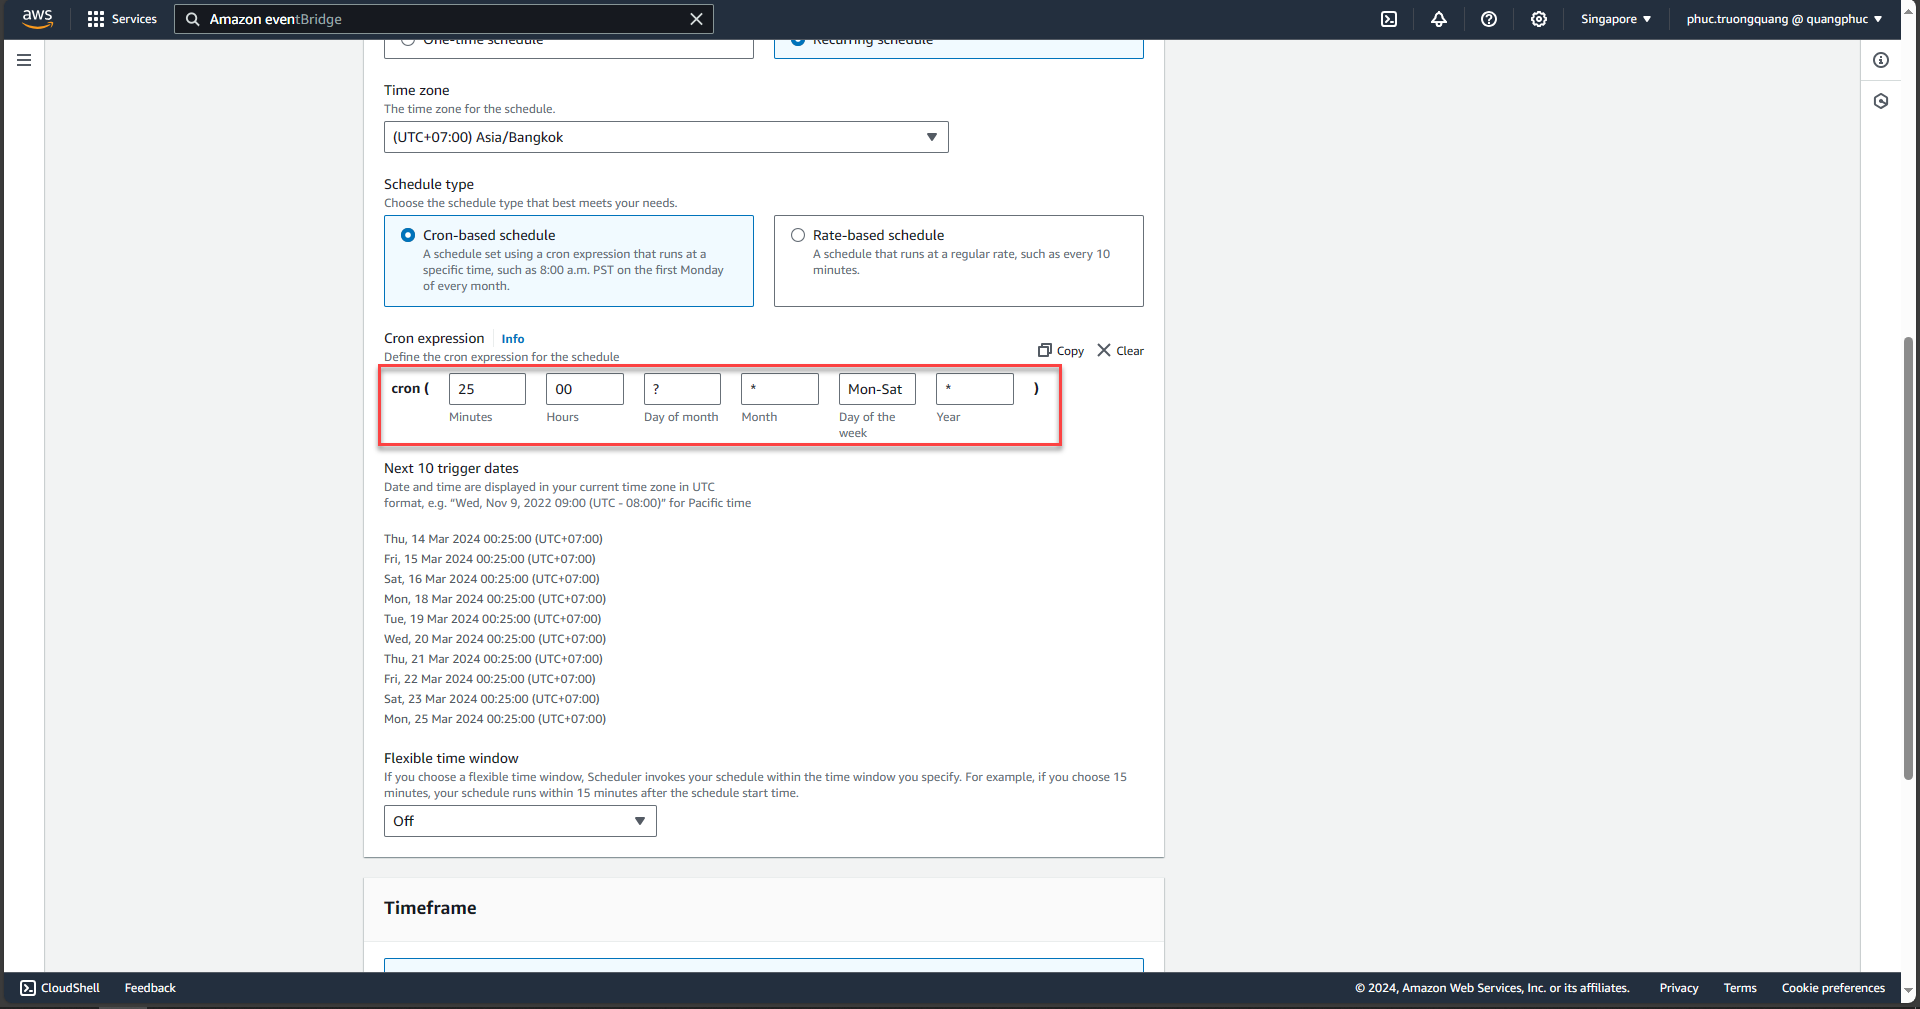 aws
Services
Amazon eventBridge
Singapore
phuc.truongquang @ quangphuc
One-time schedule
Recurring schedule
Time zone
The time zone for the schedule.
(UTC+07:00) Asia/Bangkok
Schedule type
Choose the schedule type that best meets your needs.
Cron-based schedule
A schedule set using a cron expression that runs at a
specific time, such as 8:00 a.m. PST on the first Monday
of every month.
Rate-based schedule
A schedule that runs at a regular rate, such as every 10
minutes.
Cron expression
Info
Define the cron expression for the schedule
Copy
Clear
cron ( 25 00 ? * Mon-Sat * )
Minutes
Hours
Day of month
Month
Day of the
week
Year
Next 10 trigger dates
Date and time are displayed in your current time zone in UTC
format, e.g. “Wed, Nov 9, 2022 09:00 (UTC - 08:00)” for Pacific time
Thu, 14 Mar 2024 00:25:00 (UTC+07:00)
Fri, 15 Mar 2024 00:25:00 (UTC+07:00)
Sat, 16 Mar 2024 00:25:00 (UTC+07:00)
Mon, 18 Mar 2024 00:25:00 (UTC+07:00)
Tue, 19 Mar 2024 00:25:00 (UTC+07:00)
Wed, 20 Mar 2024 00:25:00 (UTC+07:00)
Thu, 21 Mar 2024 00:25:00 (UTC+07:00)
Fri, 22 Mar 2024 00:25:00 (UTC+07:00)
Sat, 23 Mar 2024 00:25:00 (UTC+07:00)
Mon, 25 Mar 2024 00:25:00 (UTC+07:00)
Flexible time window
If you choose a flexible time window, Scheduler invokes your schedule within the time window you specify. For example, if you choose 15
minutes, your schedule runs within 15 minutes after the schedule start time.
Off
Timeframe
CloudShell
Feedback
© 2024, Amazon Web Services, Inc. or its affiliates.
Privacy
Terms
Cookie preferences